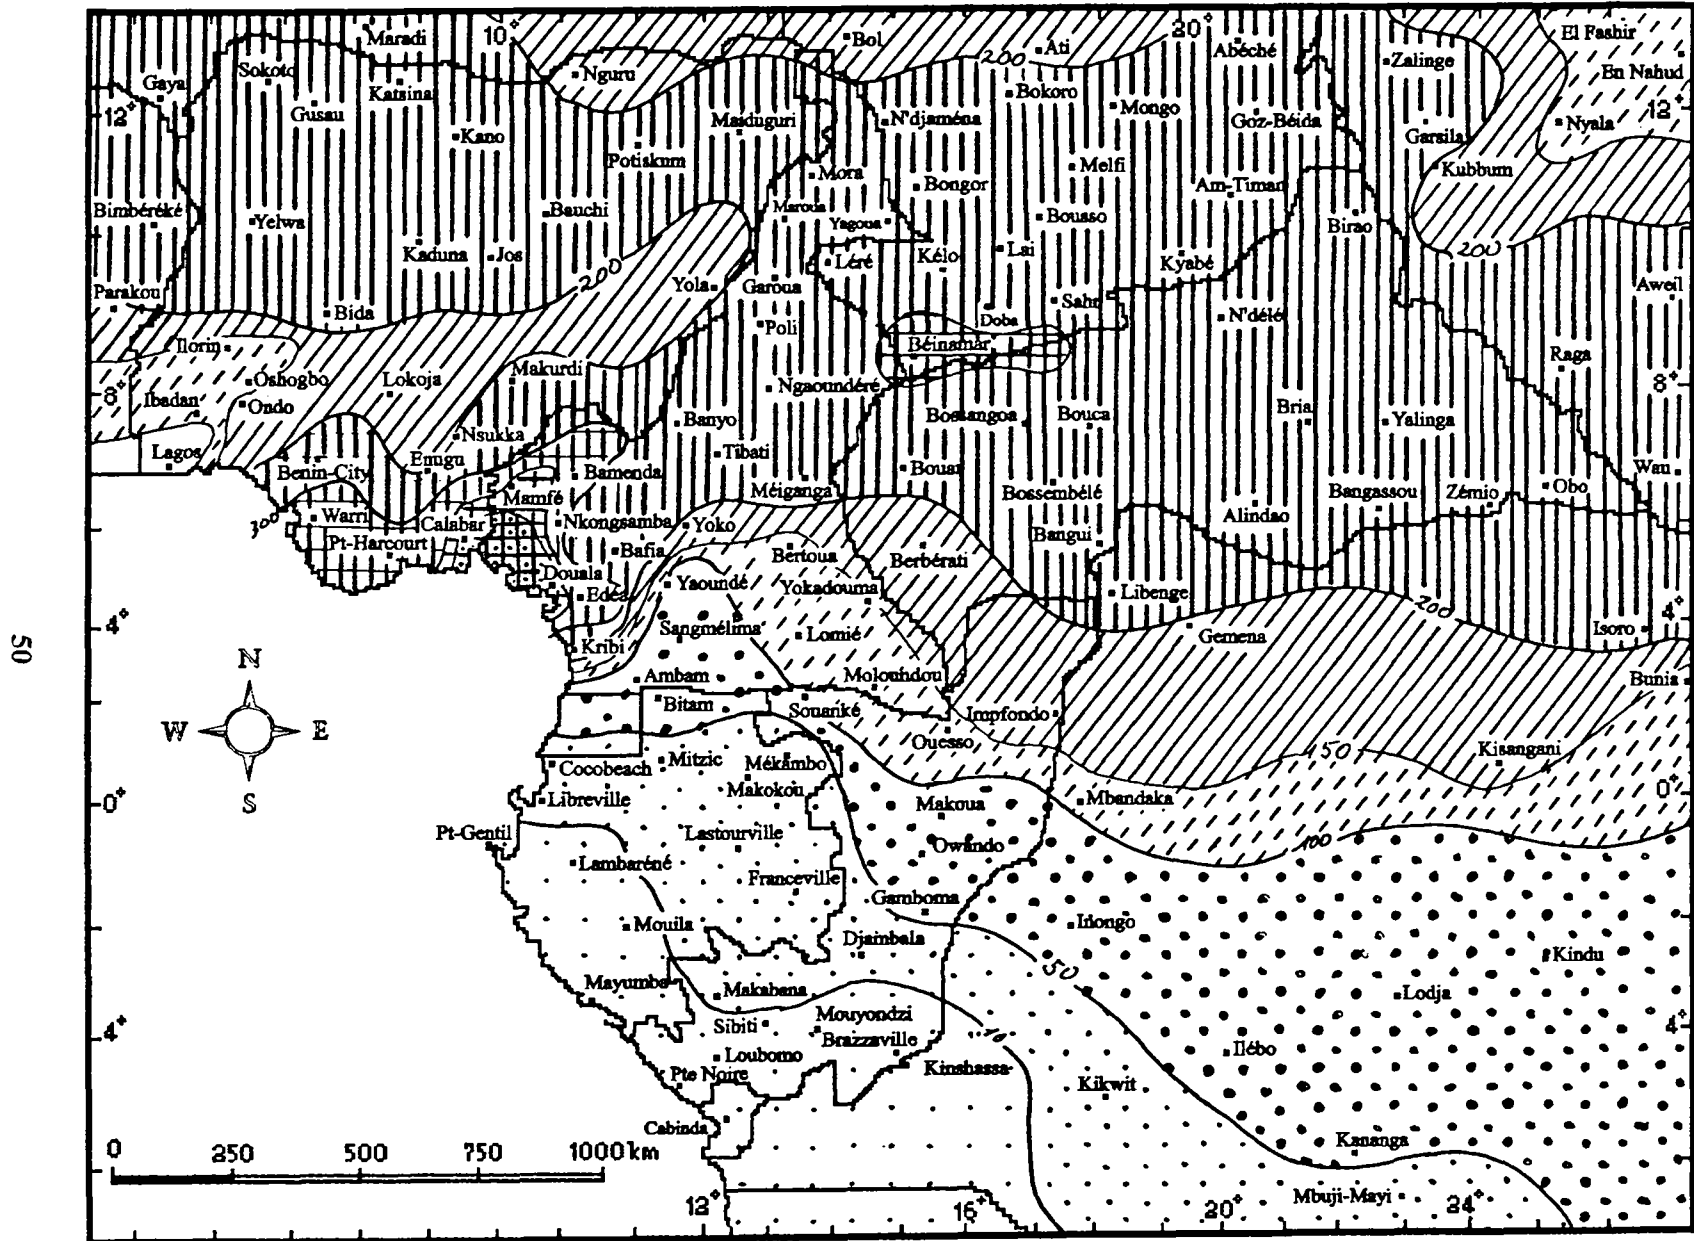 10°
20°
Maradi
Bol
Ati
Abéché
El Fashir
Gaya
Sokoto
Katsina
Nguru
200
Bokoro
Zalinge
En Nahud
12°
Gusau
Kano
Maiduguri
N'djaména
Mongo
Goz-Béida
Garsila
Nyala
12°
Potiskum
Mora
Melfi
Kubbum
Bimbéréké
Yelwa
Bauchi
Maroua
Yagoua
Bongor
Bousso
Am-Timan
Birao
Kaduna
Jos
Léré
Kélo
Lai
Kyabé
200
Parakou
Bida
200
Yola
Garoua
Sahr
N'délé
Aweil
Ilorin
Poli
Doba
Béinamar
Raga
8°
Oshogbo
Lokoja
Makurdi
Ngaoundéré
8°
Ibadan
Ondo
Banyo
Bossangoa
Bouca
Bria
Yalinga
Lagos
Nsukka
Tibati
Benin-City
Enugu
Bamenda
Bouar
Wau
Mamfé
Méiganga
Bossembélé
Bangassou
Zémio
Obo
300
Warri
Calabar
Nkongsamba
Yoko
Alindao
Pt-Harcourt
Bafia
Bertoua
Berbérati
Bangui
Douala
Yaoundé
Yokadouma
Libenge
Edéa
200
4°
Sangmélima
Lomié
Gemena
Isoro
4°
Kribi
50
N
Ambam
Moloundou
Bunia
W
E
Bitam
Souanké
Impfondo
Ouesso
150
Kisangani
S
Cocobeach
Mitzic
Mékambo
0°
Libreville
Makokou
Makoua
Mbandaka
0°
Pt-Gentil
Lastourville
Owando
100
Lambaréné
Franceville
Gamboma
Mouila
Djambala
Inongo
Kindu
50
Mayumba
Makabana
Lodja
4°
Sibiti
Mouyondzi
10
4°
Loubomo
Brazzaville
Ilébo
Pte Noire
Kinshassa
Kikwit
Cabinda
Kananga
0
250
500
750
1000 km
Mbuji-Mayi
12°
16°
20°
24°